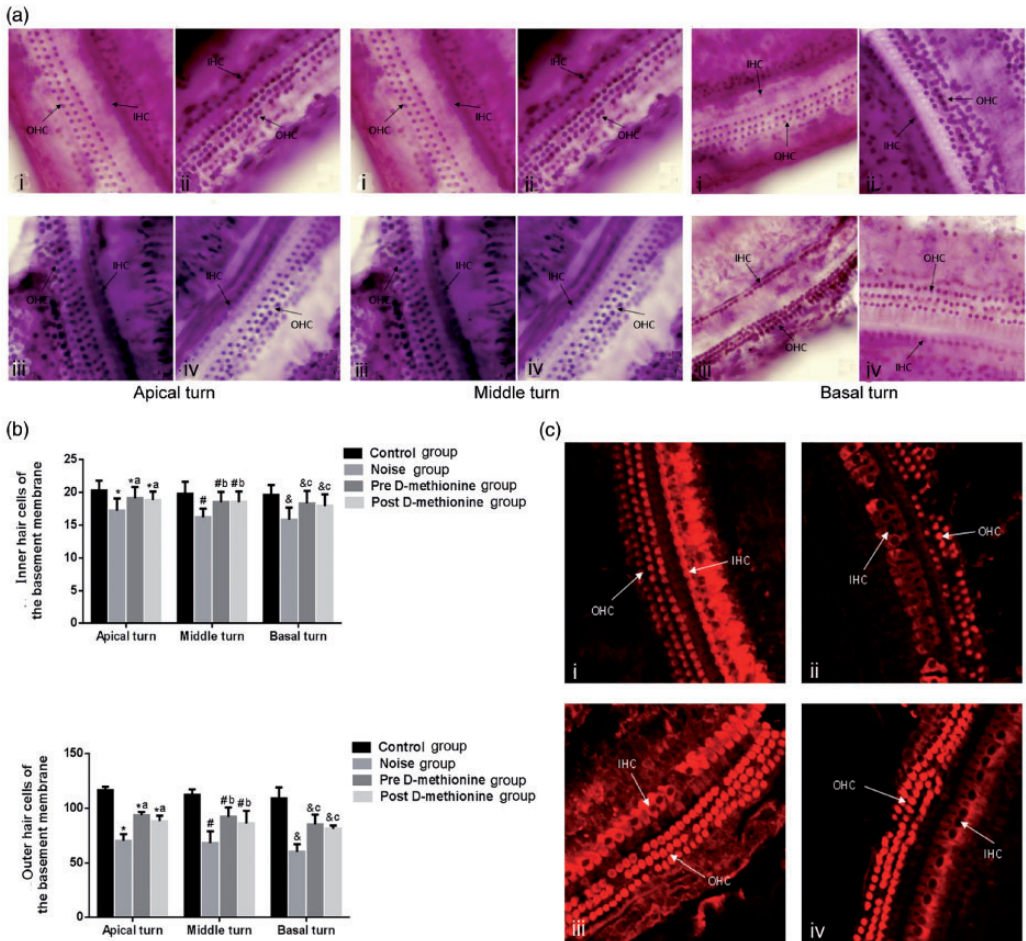 (a)
IHC
OHC
IHC
OHC
i
ii
IHC
OHC
IHC
OHC
i
ii
IHC
OHC
OHC
IHC
i
ii
IHC
OHC
IHC
OHC
iii
iv
IHC
OHC
IHC
OHC
iii
iv
IHC
OHC
OHC
IHC
iii
iv
Apical turn
Middle turn
Basal turn
(b)
Inner hair cells of
the basement membrane
25
20
15
10
5
0
* *a *a
# #b #b
& &c &c
Apical turn Middle turn Basal turn
Control group
Noise group
Pre D-methionine group
Post D-methionine group
Outer hair cells of
the basement membrane
150
100
50
0
* *a *a
# #b #b
& &c &c
Apical turn Middle turn Basal turn
Control group
Noise group
Pre D-methionine group
Post D-methionine group
(c)
IHC
OHC
i
OHC
IHC
ii
IHC
OHC
iii
OHC
IHC
iv